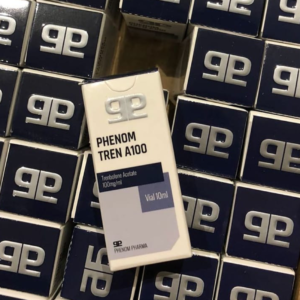 PHENOM
TREN A100
Trenbolone Acetate
100mg/ml
Vial 10ml
PHENOM PHARMA